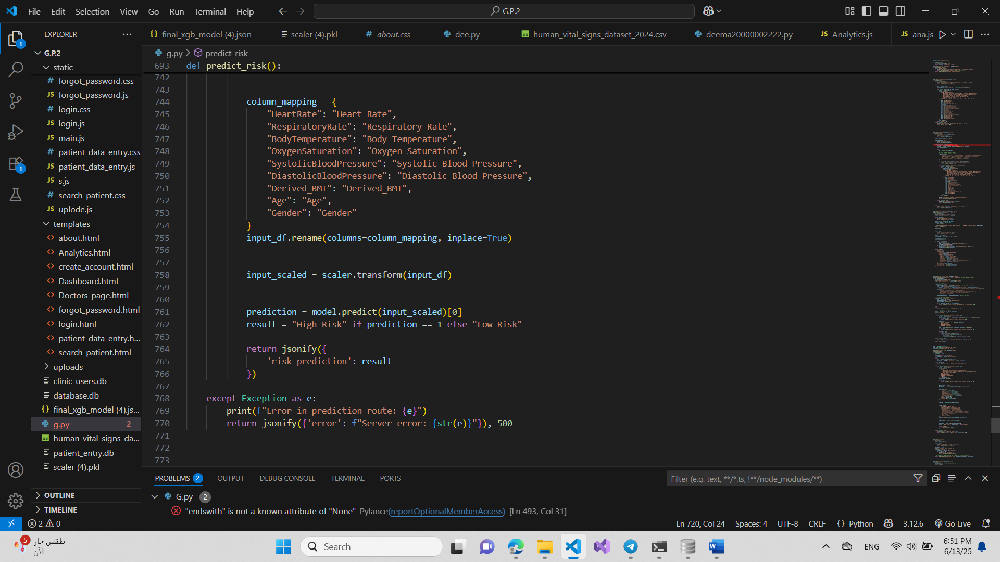 File Edit Selection View Go Run Terminal Help
G.P.2
EXPLORER
final_xgb_model (4).json
scaler (4).pkl
about.css
dee.py
human_vital_signs_dataset_2024.csv
deema20000002222.py
Analytics.js
ana.js
G.P.2
static
forgot_password.css
forgot_password.js
login.css
login.js
main.js
patient_data_entry.css
patient_data_entry.js
s.js
search_patient.css
uplode.js
templates
about.html
Analytics.html
create_account.html
Dashboard.html
Doctors_page.html
forgot_password.html
login.html
patient_data_entry.h...
search_patient.html
uploads
clinic_users.db
database.db
final_xgb_model (4).js...
g.py 2
human_vital_signs_da...
patient_entry.db
scaler (4).pkl
OUTLINE
TIMELINE
g.py > predict_risk
693 def predict_risk():
742
743
744 column_mapping = {
745 "HeartRate": "Heart Rate",
746 "RespiratoryRate": "Respiratory Rate",
747 "BodyTemperature": "Body Temperature",
748 "OxygenSaturation": "Oxygen Saturation",
749 "SystolicBloodPressure": "Systolic Blood Pressure",
750 "DiastolicBloodPressure": "Diastolic Blood Pressure",
751 "Derived_BMI": "Derived_BMI",
752 "Age": "Age",
753 "Gender": "Gender"
754 }
755 input_df.rename(columns=column_mapping, inplace=True)
756
757
758 input_scaled = scaler.transform(input_df)
759
760
761 prediction = model.predict(input_scaled)[0]
762 result = "High Risk" if prediction == 1 else "Low Risk"
763
764 return jsonify({
765 'risk_prediction': result
766 })
767
768 except Exception as e:
769 print(f"Error in prediction route: {e}")
770 return jsonify({'error': f"Server error: {str(e)}"}), 500
771
772
773
PROBLEMS 2 OUTPUT DEBUG CONSOLE TERMINAL PORTS
Filter (e.g. text, **/*.ts, !**/node_modules/**)
G.py 2
"endswith" is not a known attribute of "None" Pylance(reportOptionalMemberAccess) [Ln 493, Col 31]
2 0
Ln 720, Col 24 Spaces: 4 UTF-8 CRLF {} Python 3.12.6 Go Live
5
طقس حار
الآن
Search
ENG
6:51 PM
6/13/25
1
1